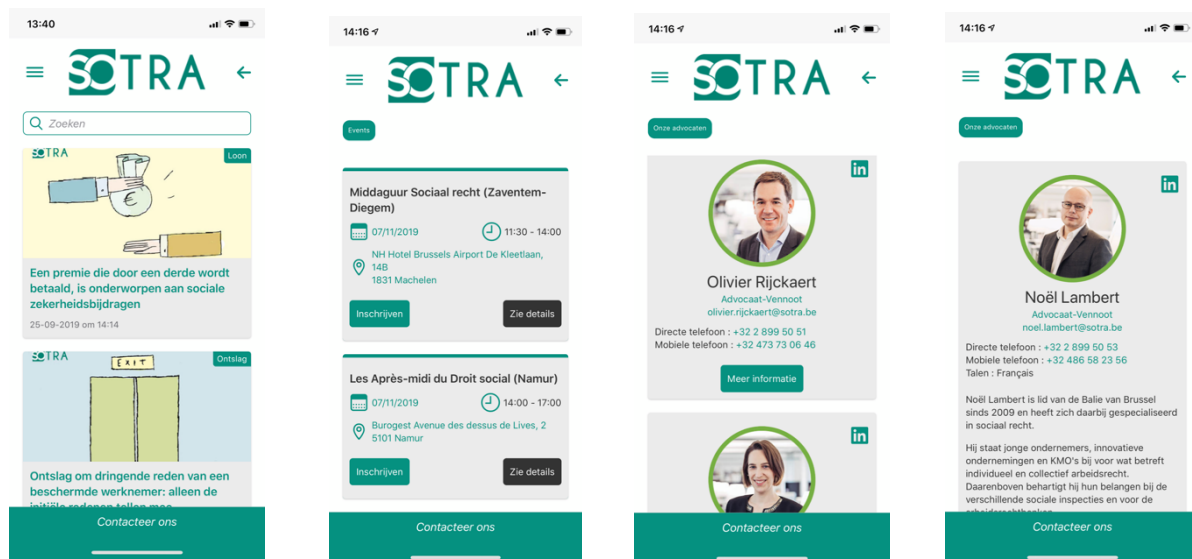 13:40
SOTRA
Zoeken
SOTRA
Loon
Een premie die door een derde wordt
betaald, is onderworpen aan sociale
zekerheidsbijdragen
25-09-2019 om 14:14
SOTRA
EXIT
Ontslag
Ontslag om dringende reden van een
beschermde werknemer: alleen de
initiële redenen tellen mee
Contacteer ons
14:16
SOTRA
Events
Middaguur Sociaal recht (Zaventem-
Diegem)
07/11/2019
11:30 - 14:00
NH Hotel Brussels Airport De Kleetlaan,
14B
1831 Machelen
Inschrijven
Zie details
Les Après-midi du Droit social (Namur)
07/11/2019
14:00 - 17:00
Burogest Avenue des dessus de Lives, 2
5101 Namur
Inschrijven
Zie details
Contacteer ons
14:16
SOTRA
Onze advocaten
in
Olivier Rijckaert
Advocaat-Vennoot
olivier.rijckaert@sotra.be
Directe telefoon : +32 2 899 50 51
Mobiele telefoon : +32 473 73 06 46
Meer informatie
in
Contacteer ons
14:16
SOTRA
Onze advocaten
in
Noël Lambert
Advocaat-Vennoot
noel.lambert@sotra.be
Directe telefoon : +32 2 899 50 53
Mobiele telefoon : +32 486 58 23 56
Talen : Français
Noël Lambert is lid van de Balie van Brussel
sinds 2009 en heeft zich daarbij gespecialiseerd
in sociaal recht.
Hij staat jonge ondernemers, innovatieve
ondernemingen en KMO's bij voor wat betreft
individueel en collectief arbeidsrecht.
Daarenboven behartigt hij hun belangen bij de
verschillende sociale inspecties en voor de
arbeidsrechtbanken
Contacteer ons